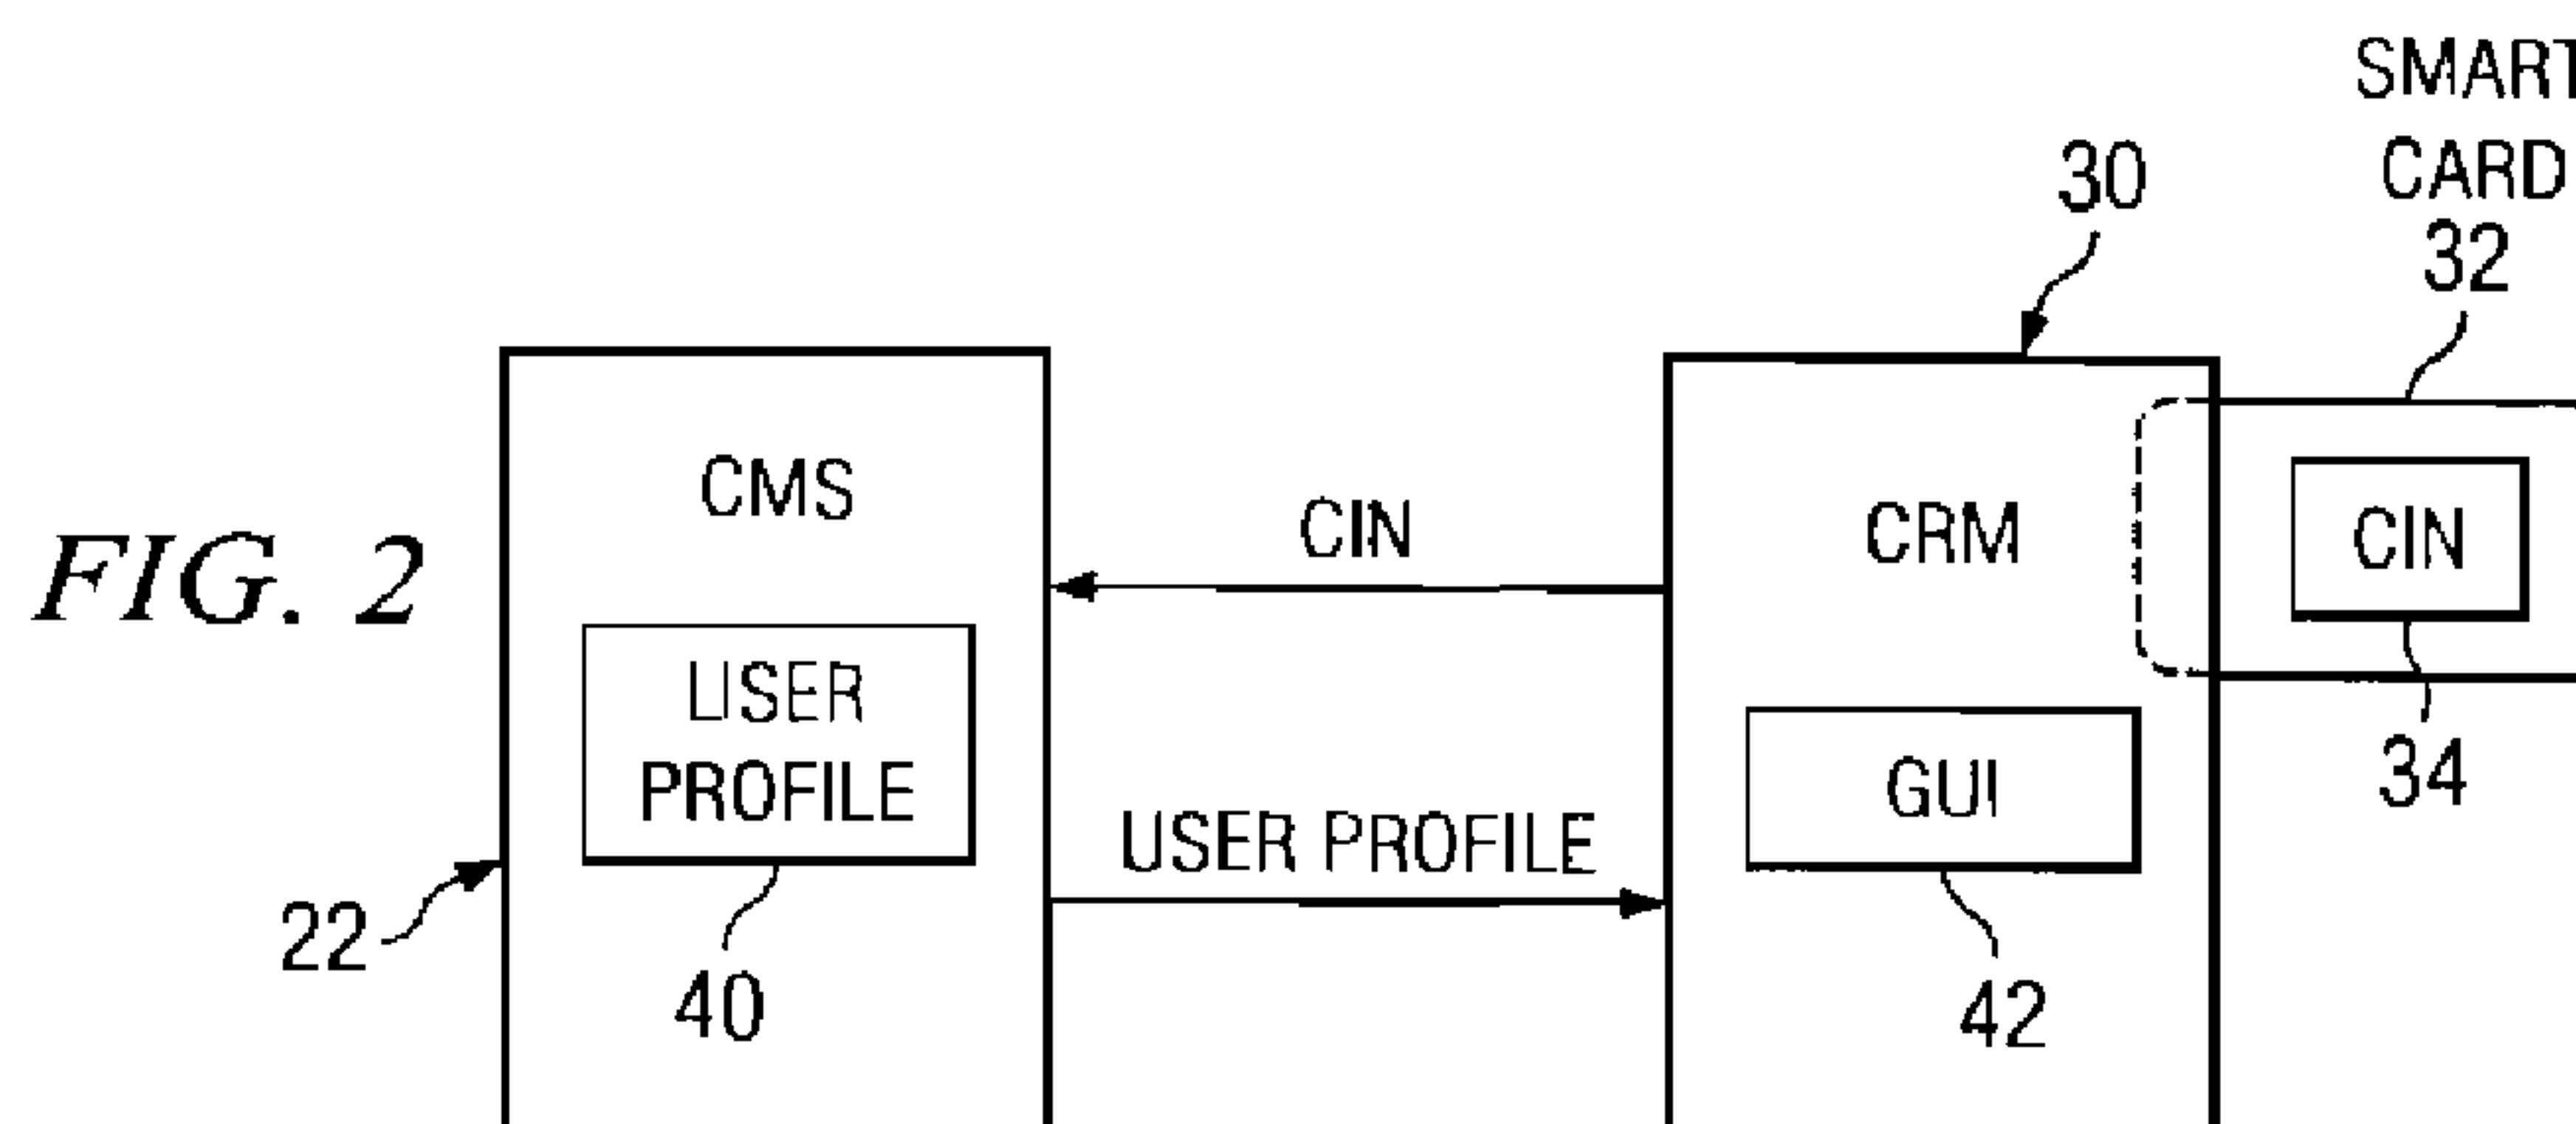 SMART
CARD
32
30
FIG. 2
CMS
CIN
CRM
CIN
USER
PROFILE
USER PROFILE
GUI
34
22
40
42